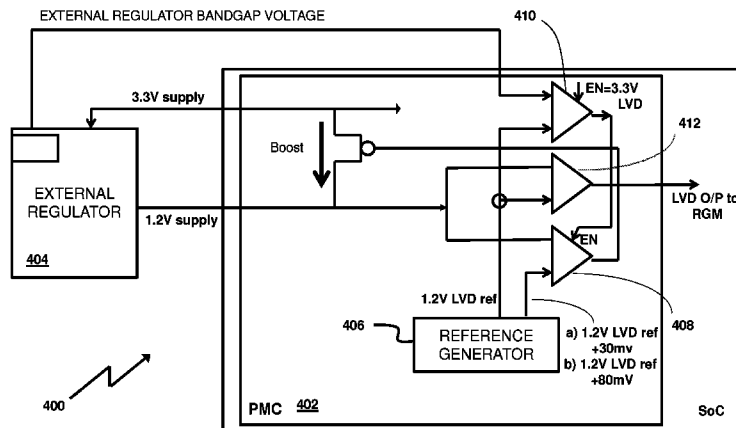 EXTERNAL REGULATOR BANDGAP VOLTAGE
410
EN=3.3V
LVD
3.3V supply
412
Boost
EXTERNAL
REGULATOR
404
1.2V supply
LVD O/P to
RGM
EN
1.2V LVD ref
408
406
REFERENCE
GENERATOR
a) 1.2V LVD ref
+30mv
b) 1.2V LVD ref
+80mV
400
PMC
402
SoC